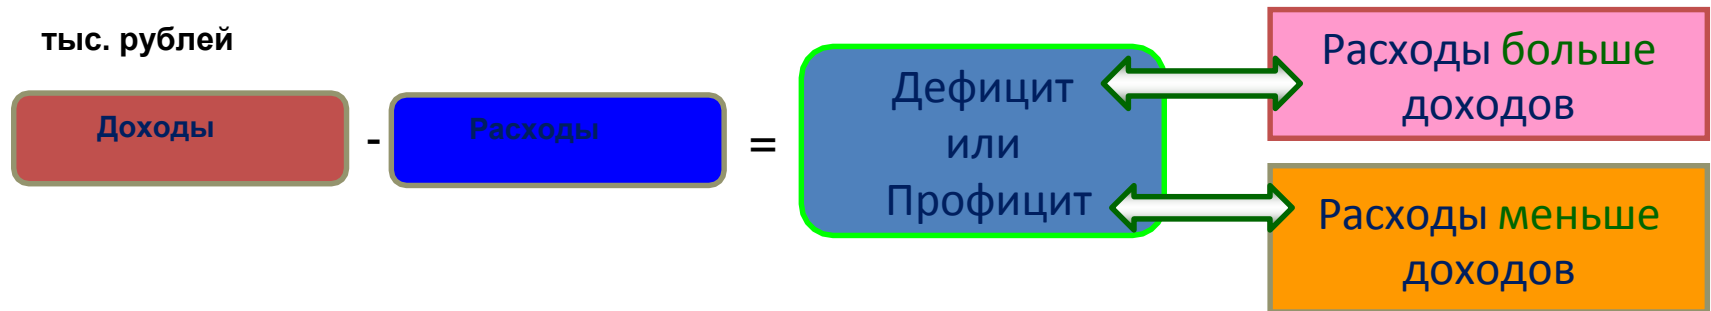 тыс. рублей
Доходы
-
Расходы
=
Дефицит
или
Профицит
Расходы больше
доходов
Расходы меньше
доходов